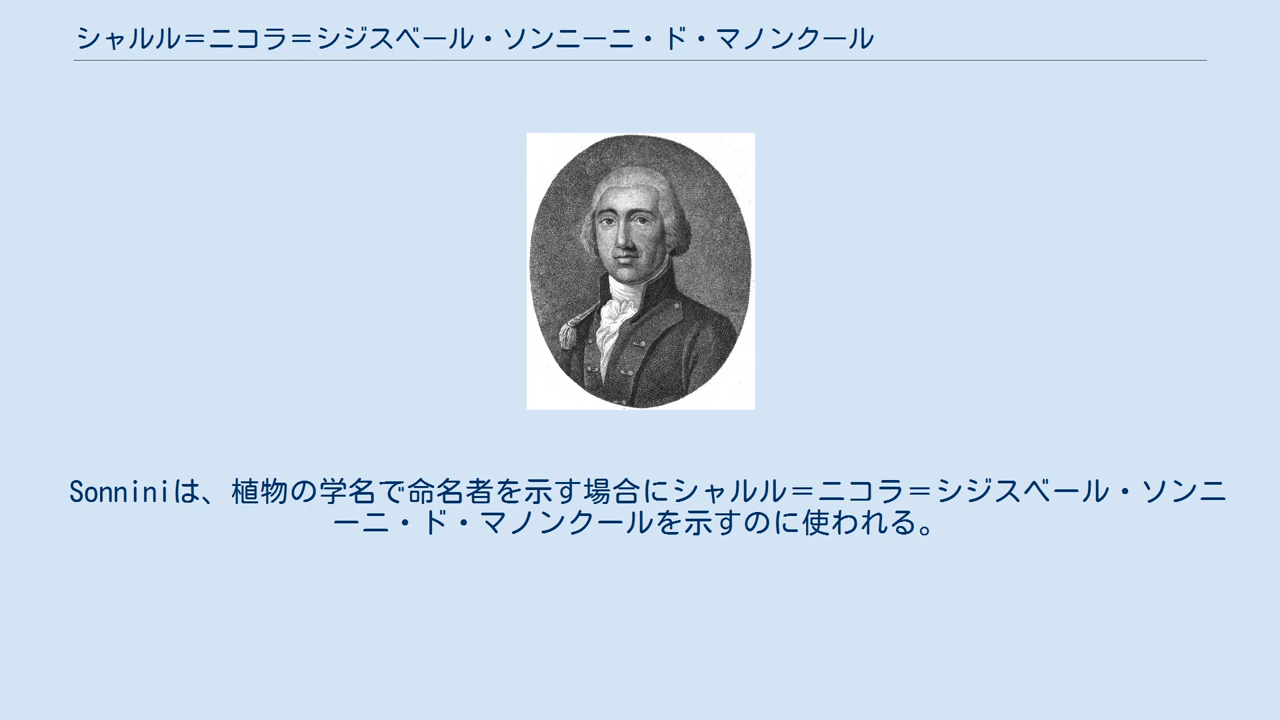 シャルル＝ニコラ＝シジスベール・ソンニーニ・ド・マノンクール
Sonniniは、植物の学名で命名者を示す場合にシャルル＝ニコラ＝シジスベール・ソンニ
ーニ・ド・マノンクールを示すのに使われる。